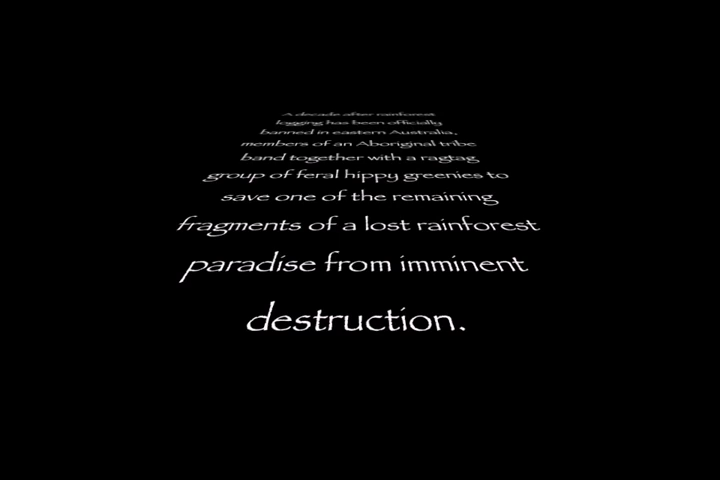 A decade after rainforest
logging has been officially
banned in eastern Australia,
members of an Aboriginal tribe
band together with a ragtag
group of feral hippy greenies to
save one of the remaining
fragments of a lost rainforest
paradise from imminent
destruction.